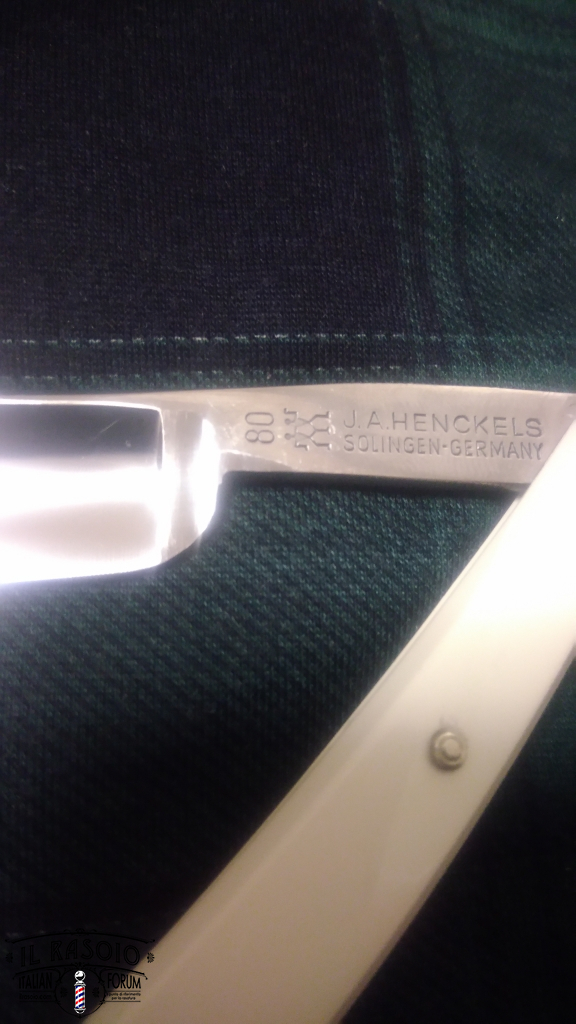 80
J.A.HENCKELS
SOLINGEN·GERMANY
IL RASOIO
ITALIAN FORUM